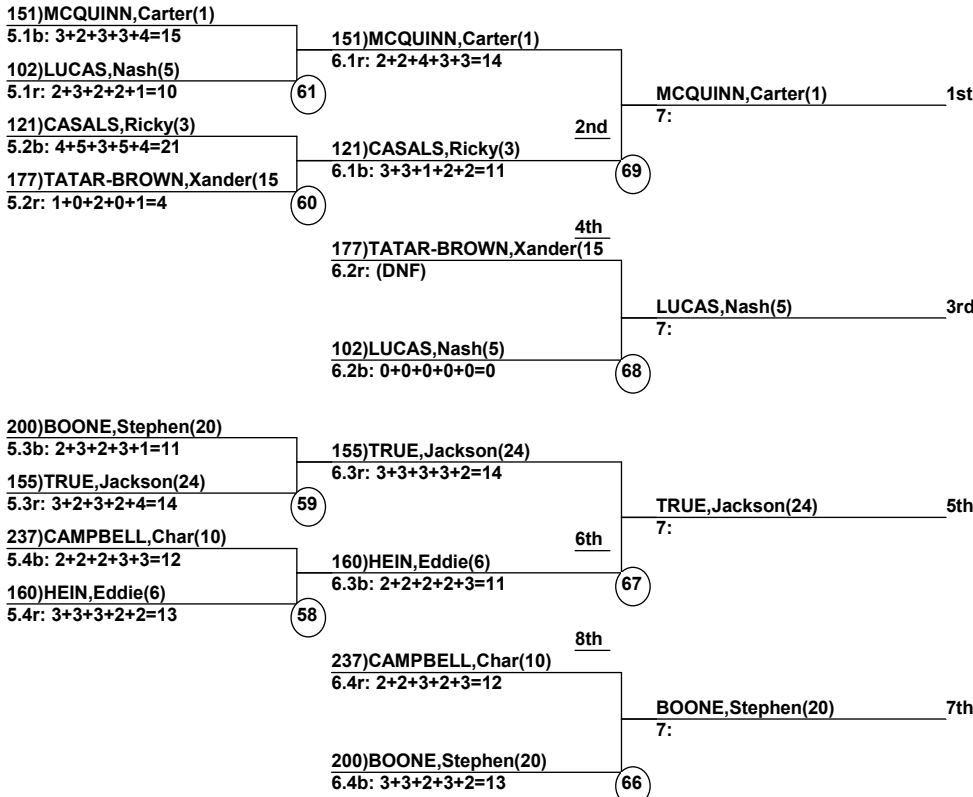 151)MCQUINN,Carter(1)
5.1b: 3+2+3+3+4=15
102)LUCAS,Nash(5)
5.1r: 2+3+2+2+1=10
61
121)CASALS,Ricky(3)
5.2b: 4+5+3+5+4=21
177)TATAR-BROWN,Xander(15
5.2r: 1+0+2+0+1=4
60
151)MCQUINN,Carter(1)
6.1r: 2+2+4+3+3=14
2nd
121)CASALS,Ricky(3)
6.1b: 3+3+1+2+2=11
69
MCQUINN,Carter(1) 1st
7:
4th
177)TATAR-BROWN,Xander(15
6.2r: (DNF)
102)LUCAS,Nash(5)
6.2b: 0+0+0+0+0=0
68
LUCAS,Nash(5) 3rd
7:
200)BOONE,Stephen(20)
5.3b: 2+3+2+3+1=11
155)TRUE,Jackson(24)
5.3r: 3+2+3+2+4=14
59
237)CAMPBELL,Char(10)
5.4b: 2+2+2+3+3=12
160)HEIN,Eddie(6)
5.4r: 3+3+3+2+2=13
58
155)TRUE,Jackson(24)
6.3r: 3+3+3+3+2=14
6th
160)HEIN,Eddie(6)
6.3b: 2+2+2+2+3=11
67
TRUE,Jackson(24) 5th
7:
8th
237)CAMPBELL,Char(10)
6.4r: 2+2+3+2+3=12
200)BOONE,Stephen(20)
6.4b: 3+3+2+3+2=13
66
BOONE,Stephen(20) 7th
7: